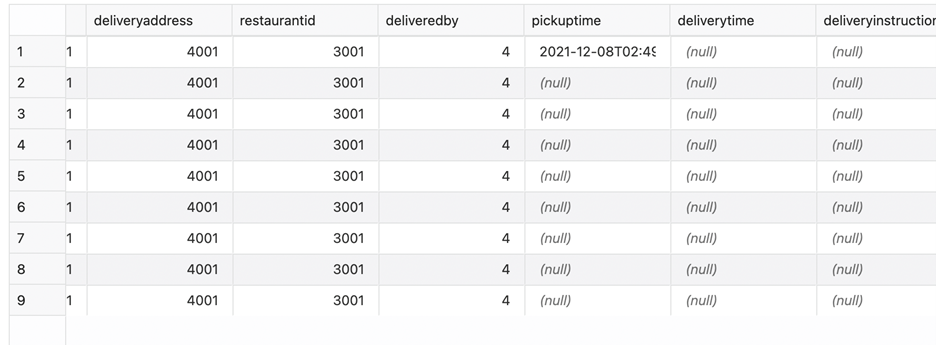 deliveryaddress restaurantid deliveredby pickuptime deliverytime deliveryinstruction
1 1 4001 3001 4 2021-12-08T02:49 (null) (null)
2 1 4001 3001 4 (null) (null) (null)
3 1 4001 3001 4 (null) (null) (null)
4 1 4001 3001 4 (null) (null) (null)
5 1 4001 3001 4 (null) (null) (null)
6 1 4001 3001 4 (null) (null) (null)
7 1 4001 3001 4 (null) (null) (null)
8 1 4001 3001 4 (null) (null) (null)
9 1 4001 3001 4 (null) (null) (null)